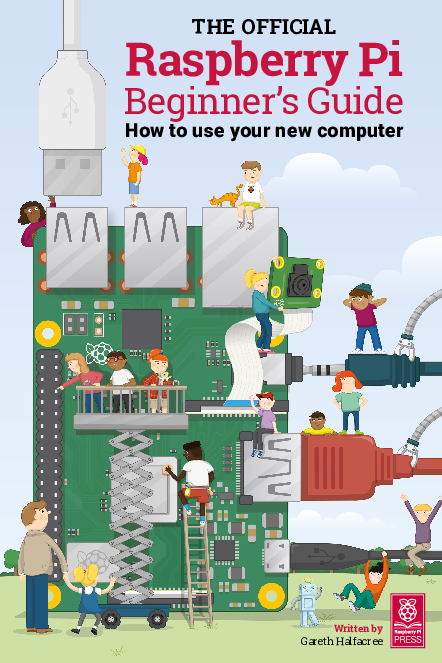 THE OFFICIAL
Raspberry Pi
Beginner's Guide
How to use your new computer
Written by
Gareth Halfacree
Raspberry Pi
PRESS